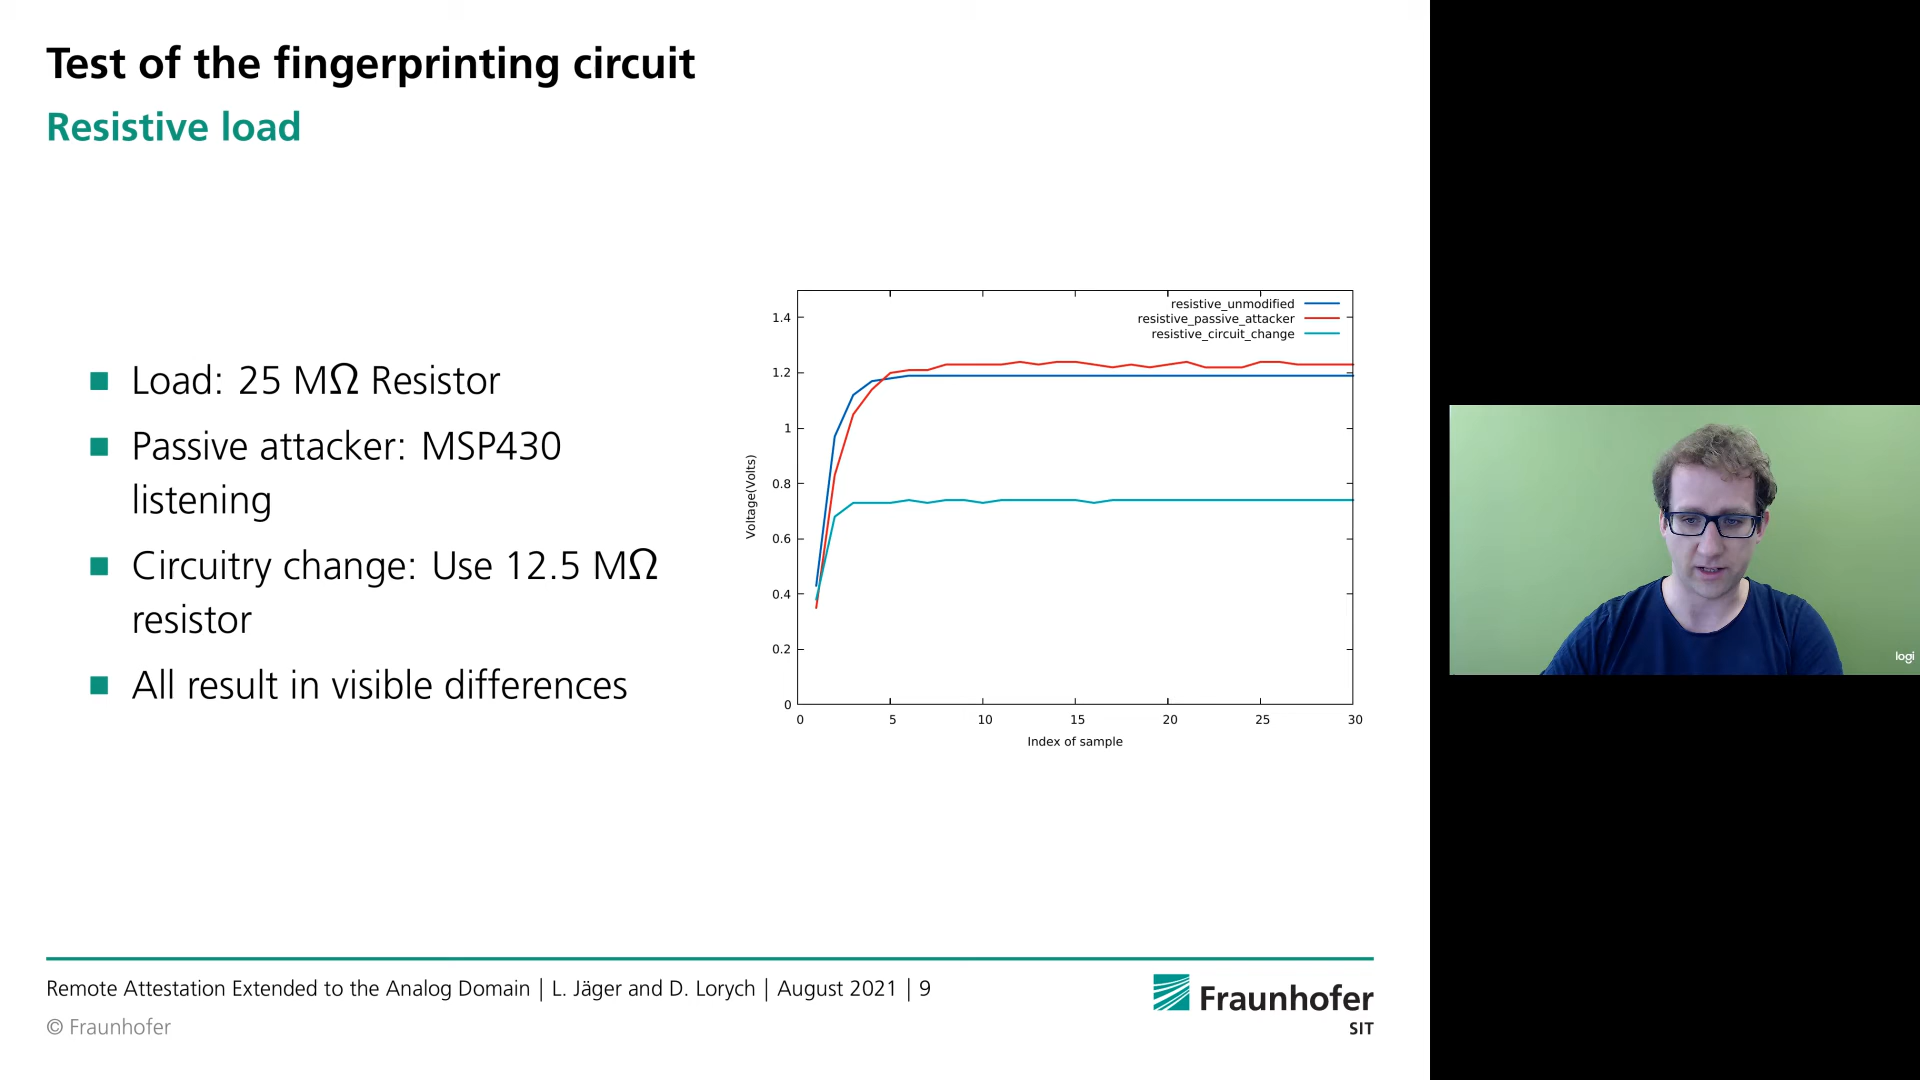 Test of the fingerprinting circuit
Resistive load
Load: 25 MΩ Resistor
Passive attacker: MSP430
listening
Circuitry change: Use 12.5 MΩ
resistor
All result in visible differences
resistive_unmodified
resistive_passive_attacker
resistive_circuit_change
1.4
1.2
1
0.8
0.6
0.4
0.2
0
Voltage(Volts)
0 5 10 15 20 25 30
Index of sample
logi
Remote Attestation Extended to the Analog Domain | L. Jäger and D. Lorych | August 2021 | 9
© Fraunhofer
Fraunhofer
SIT